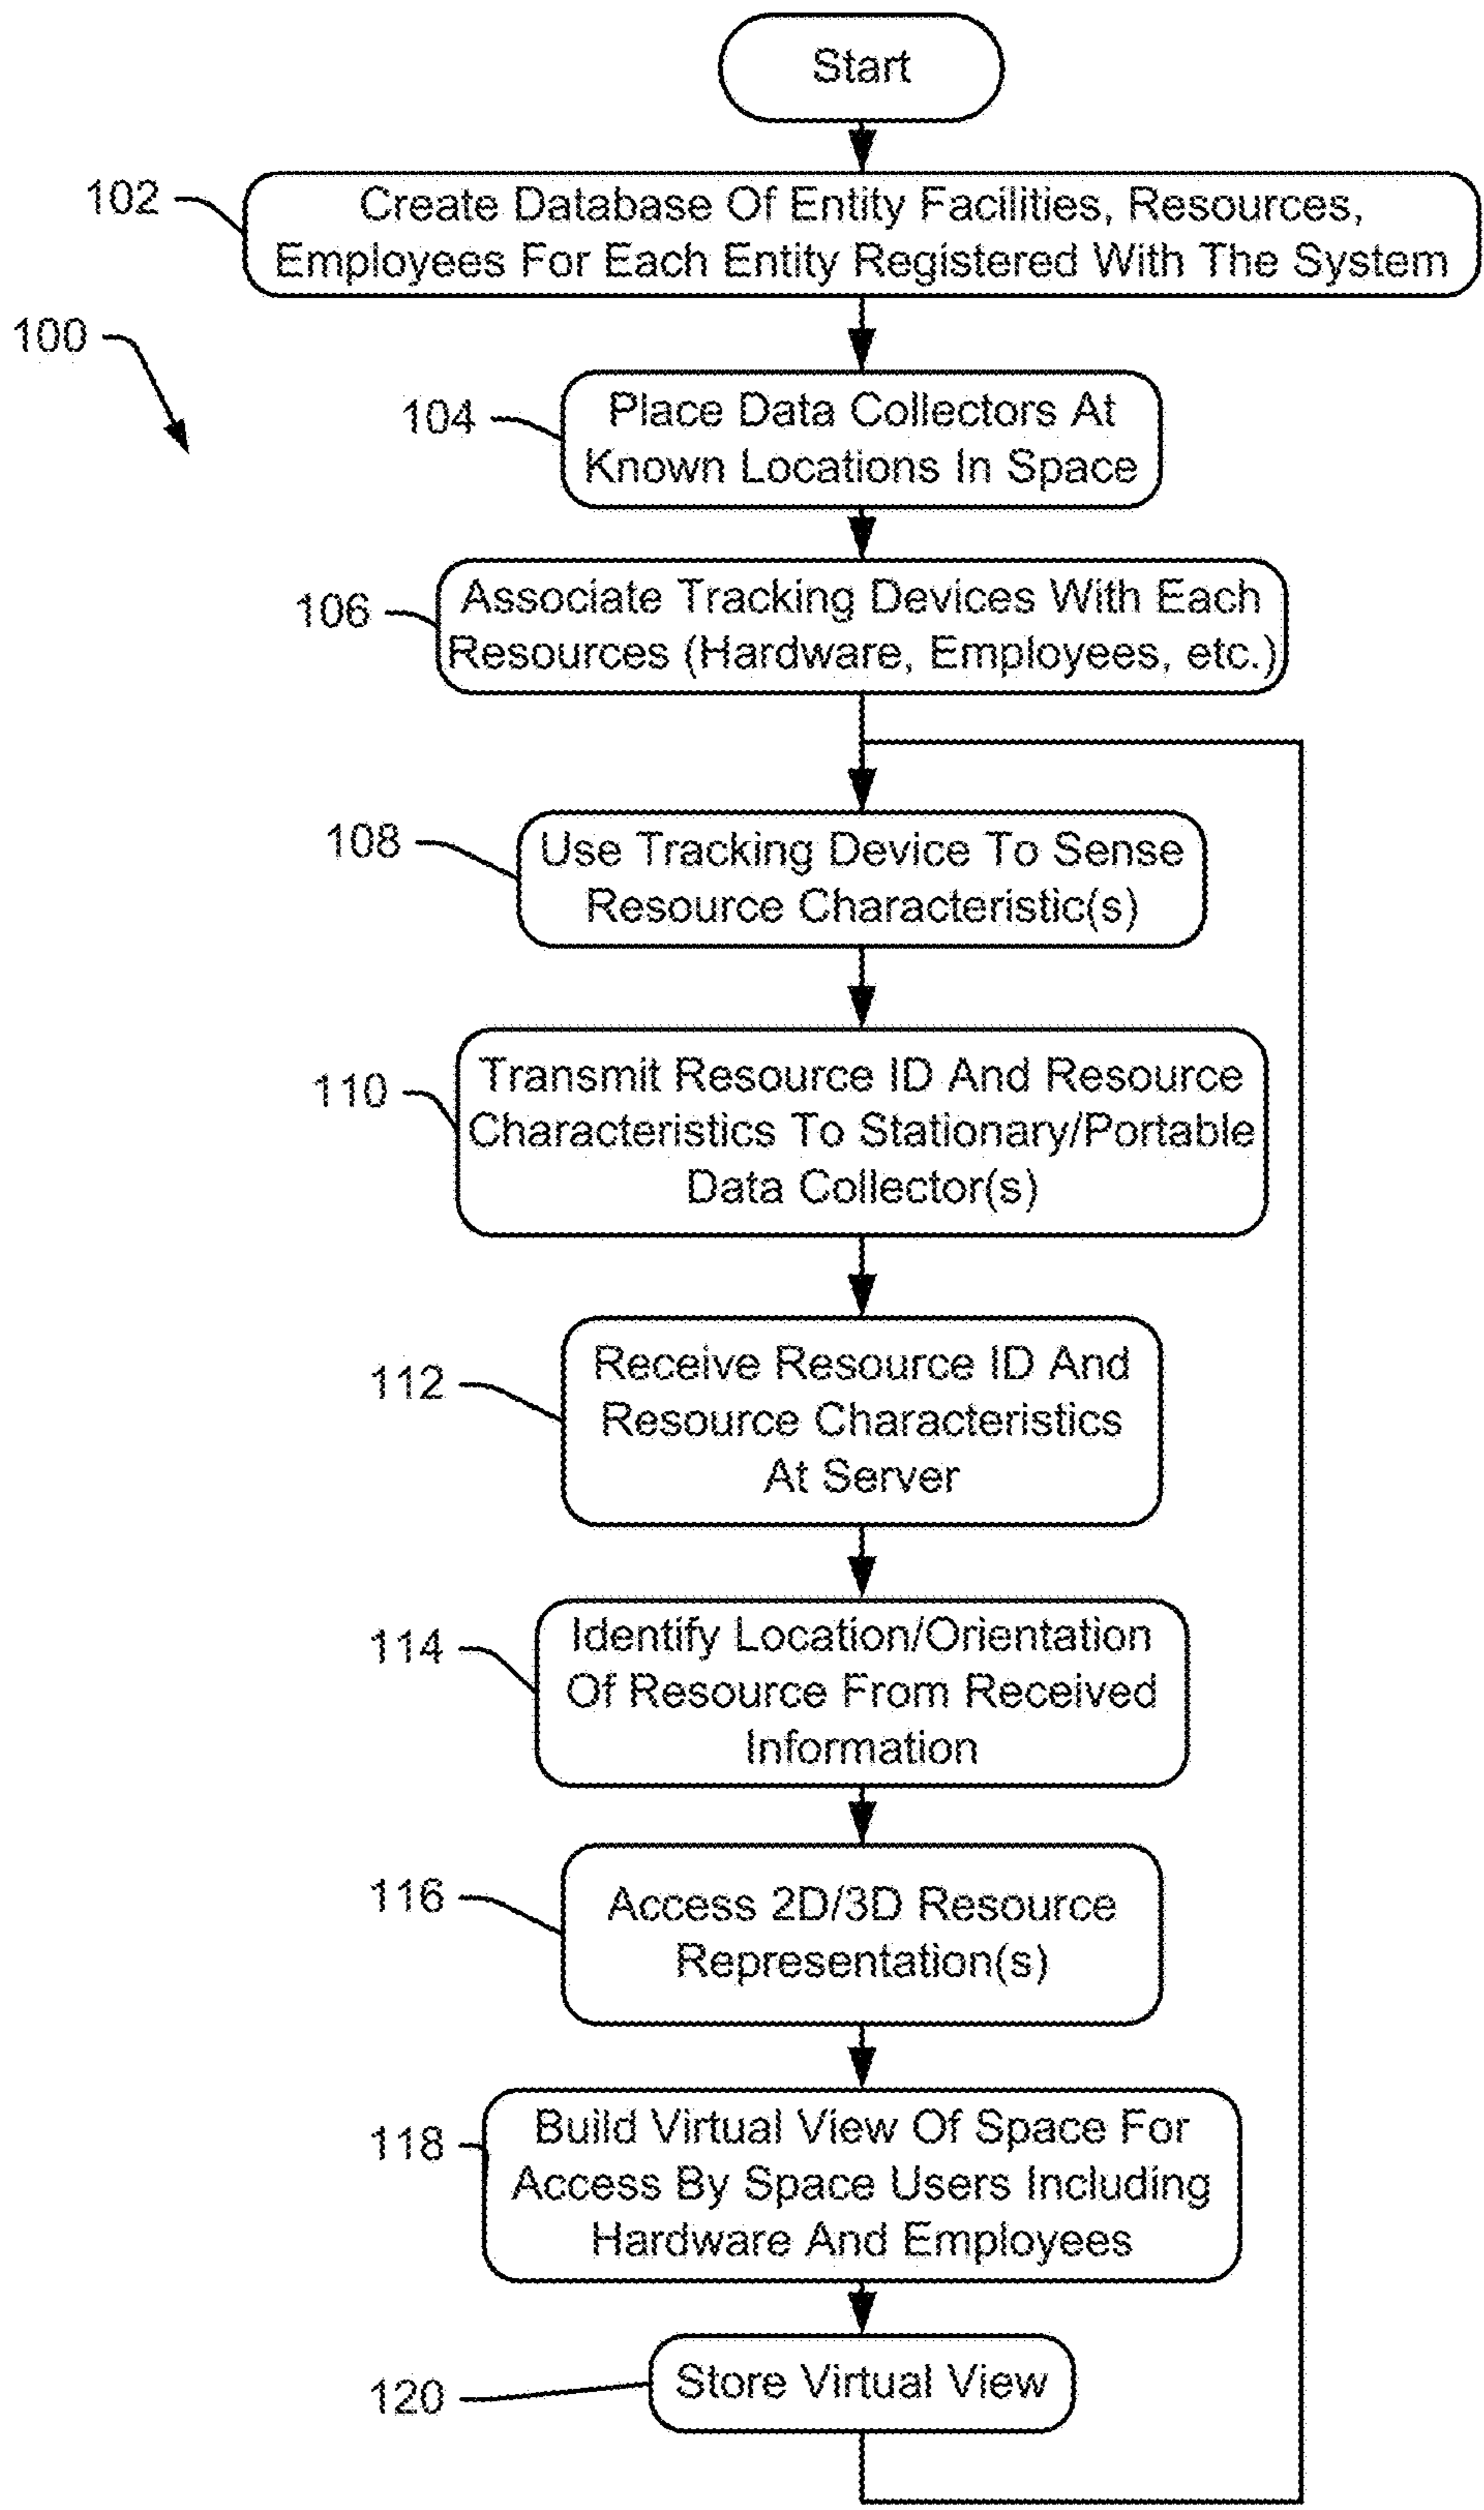 Start
102
Create Database Of Entity Facilities, Resources,
Employees For Each Entity Registered With The System
100
104
Place Data Collectors At
Known Locations In Space
106
Associate Tracking Devices With Each
Resources (Hardware, Employees, etc.)
108
Use Tracking Device To Sense
Resource Characteristic(s)
110
Transmit Resource ID And Resource
Characteristics To Stationary/Portable
Data Collector(s)
112
Receive Resource ID And
Resource Characteristics
At Server
114
Identify Location/Orientation
Of Resource From Received
Information
116
Access 2D/3D Resource
Representation(s)
118
Build Virtual View Of Space For
Access By Space Users Including
Hardware And Employees
120
Store Virtual View